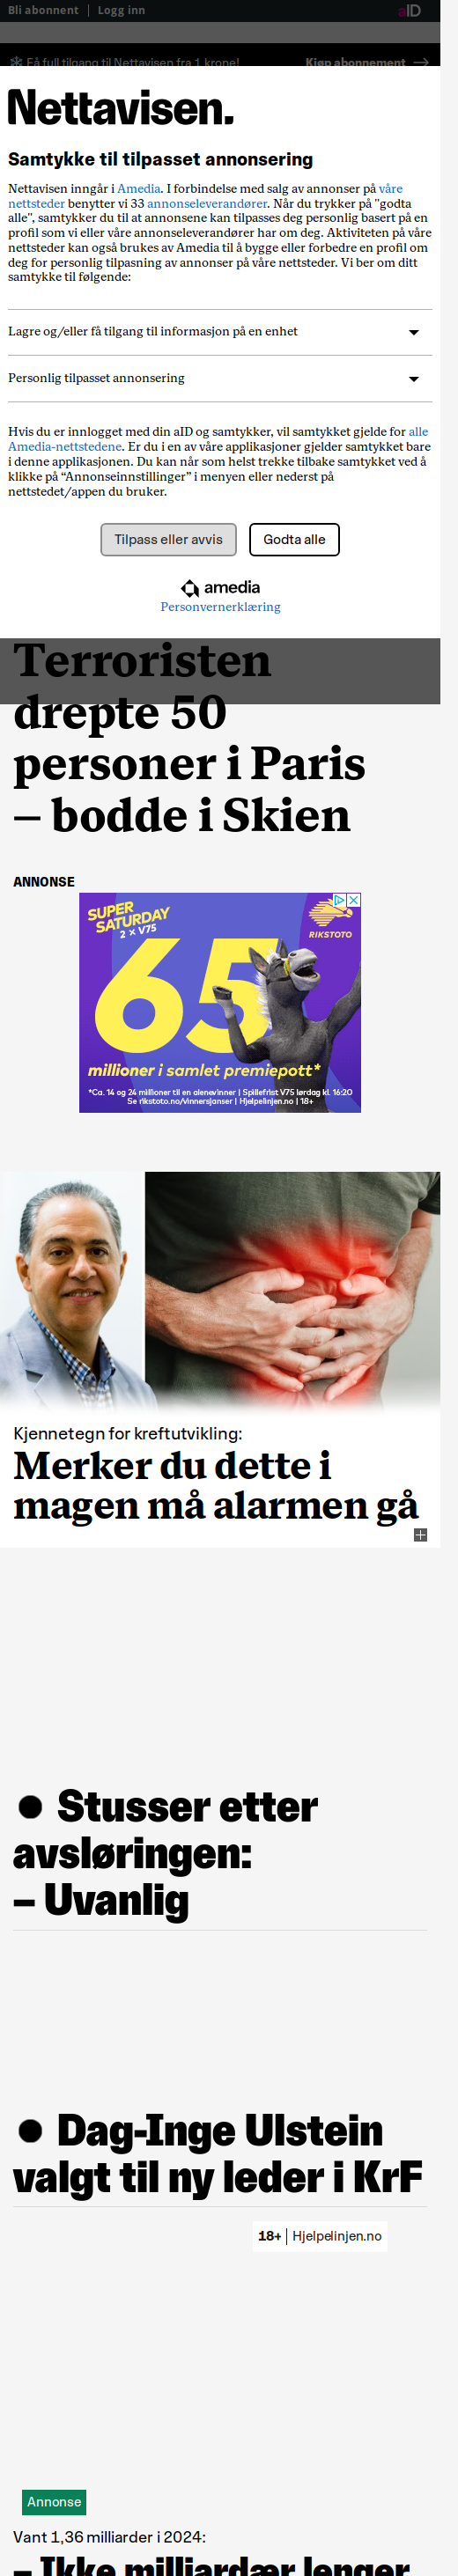 Bli abonnent | Logg inn
aID
Få full tilgang til Nettavisen fra 1 krone!
Kjøp abonnement
Nettavisen.
Samtykke til tilpasset annonsering
Nettavisen inngår i Amedia. I forbindelse med salg av annonser på våre
nettsteder benytter vi 33 annonseleverandører. Når du trykker på "godta
alle", samtykker du til at annonsene kan tilpasses deg personlig basert på en
profil som vi eller våre annonseleverandører har om deg. Aktiviteten på våre
nettsteder kan også brukes av Amedia til å bygge eller forbedre en profil om
deg for personlig tilpasning av annonser på våre nettsteder. Vi ber om ditt
samtykke til følgende:
Lagre og/eller få tilgang til informasjon på en enhet
Personlig tilpasset annonsering
Hvis du er innlogget med din aID og samtykker, vil samtykket gjelde for alle
Amedia-nettstedene. Er du i en av våre applikasjoner gjelder samtykket bare
i denne applikasjonen. Du kan når som helst trekke tilbake samtykket ved å
klikke på “Annonseinnstillinger” i menyen eller nederst på
nettstedet/appen du bruker.
Tilpass eller avvis
Godta alle
amedia
Personvernerklæring
Terroristen
drepte 50
personer i Paris
– bodde i Skien
ANNONSE
SUPER
SATURDAY
2 x V75
RIKSTOTO
65
millioner i samlet premiepott*
*Ca. 14 og 24 millioner til en alenevinner | Spillefrist V75 lørdag kl. 16:20
Se rikstoto.no/vinnersjanser | Hjelpelinjen.no | 18+
Kjennetegn for kreftutvikling:
Merker du dette i
magen må alarmen gå
● Stusser etter
avsløringen:
– Uvanlig
● Dag-Inge Ulstein
valgt til ny leder i KrF
18+ | Hjelpelinjen.no
Annonse
Vant 1,36 milliarder i 2024:
– Ikke milliardær lenger